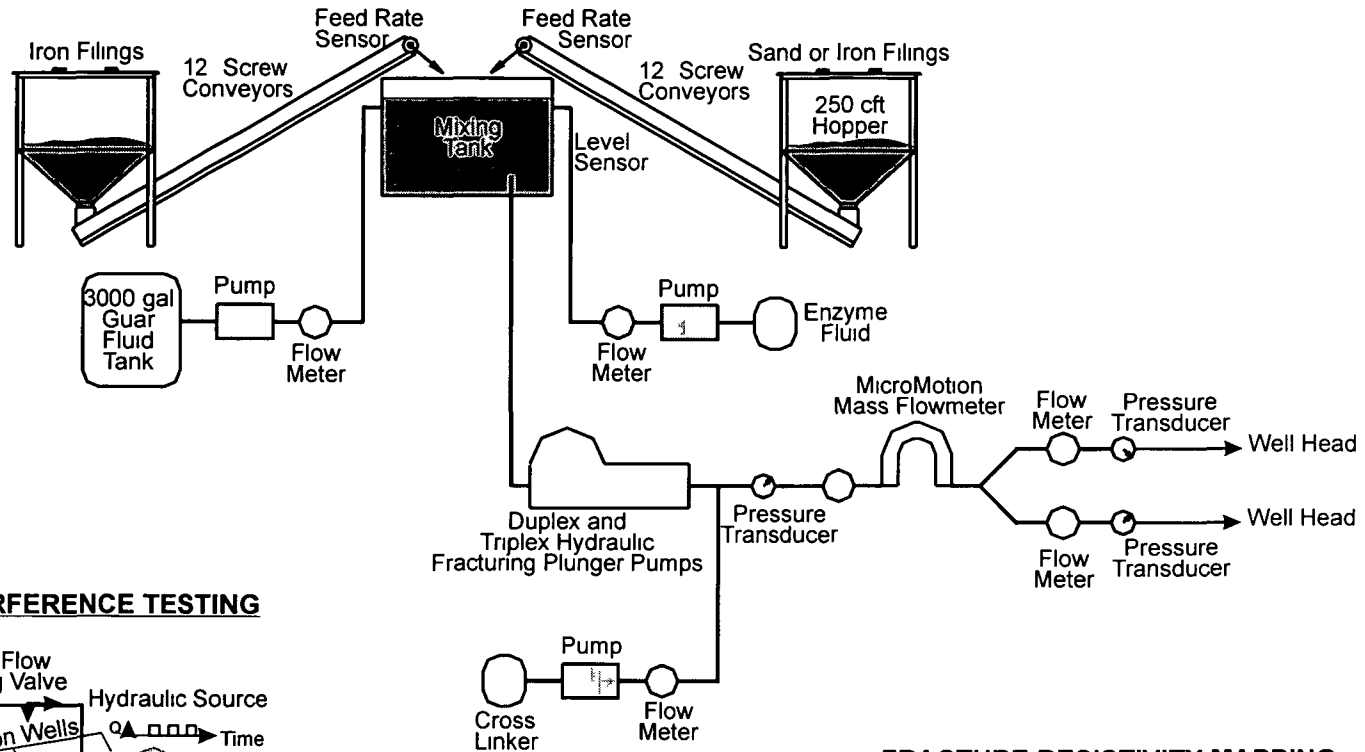 Feed Rate
Sensor
Feed Rate
Sensor
Iron Filings
12 Screw
Conveyors
12 Screw
Conveyors
Sand or Iron Filings
250 cft
Hopper
Mixing
Tank
Level
Sensor
3000 gal
Guar
Fluid
Tank
Pump
Flow
Meter
Pump
Flow
Meter
Enzyme
Fluid
MicroMotion
Mass Flowmeter
Flow
Meter
Pressure
Transducer
Well Head
Duplex and
Triplex Hydraulic
Fracturing Plunger Pumps
Pressure
Transducer
Flow
Meter
Pressure
Transducer
Well Head
RFERENCE TESTING
Flow
g Valve
Hydraulic Source
on Wells
Q
Time
Pump
Cross
Linker
Flow
Meter